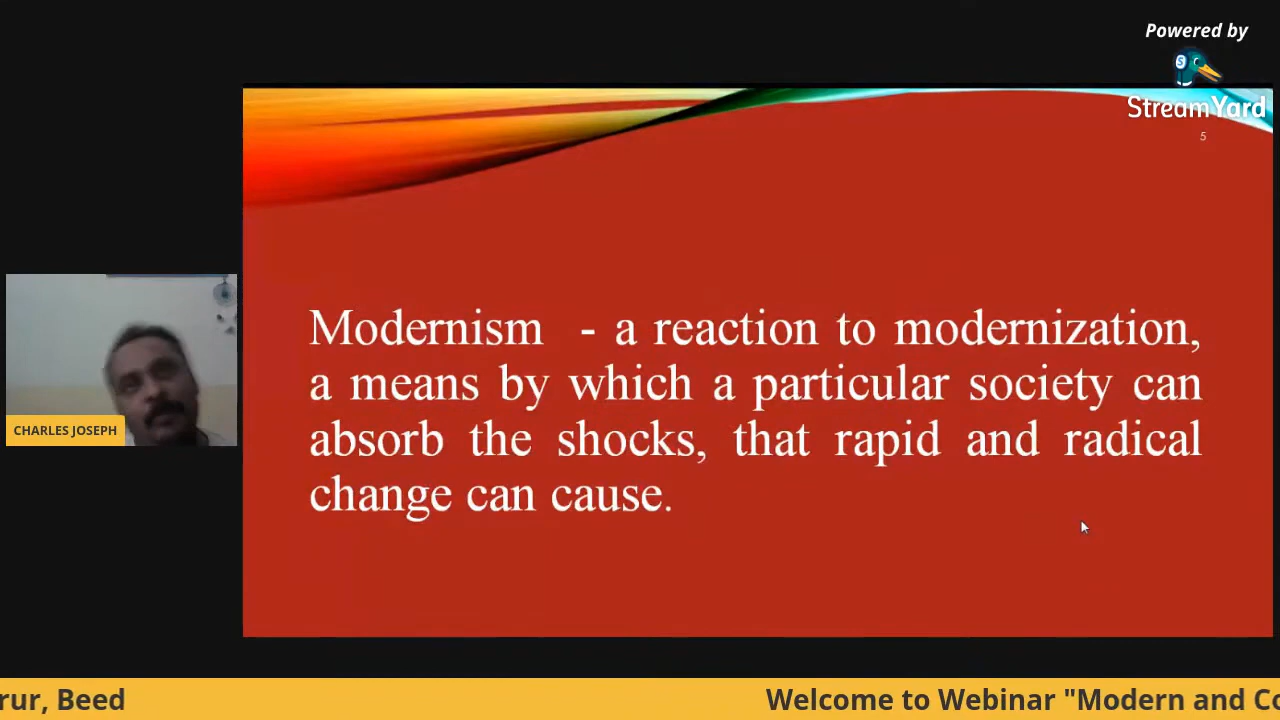 Powered by
StreamYard
5
Modernism - a reaction to modernization,
a means by which a particular society can
absorb the shocks, that rapid and radical
change can cause.
CHARLES JOSEPH
rur, Beed
Welcome to Webinar "Modern and Co